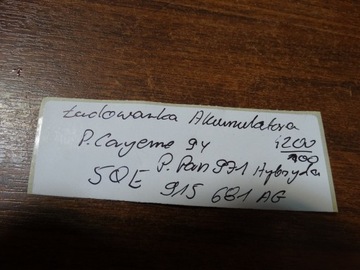 Ładowarka Akumulatora
P. Cayenne 9Y 1200
P. Pan 971 Hybryda
5QE 915 681 AG